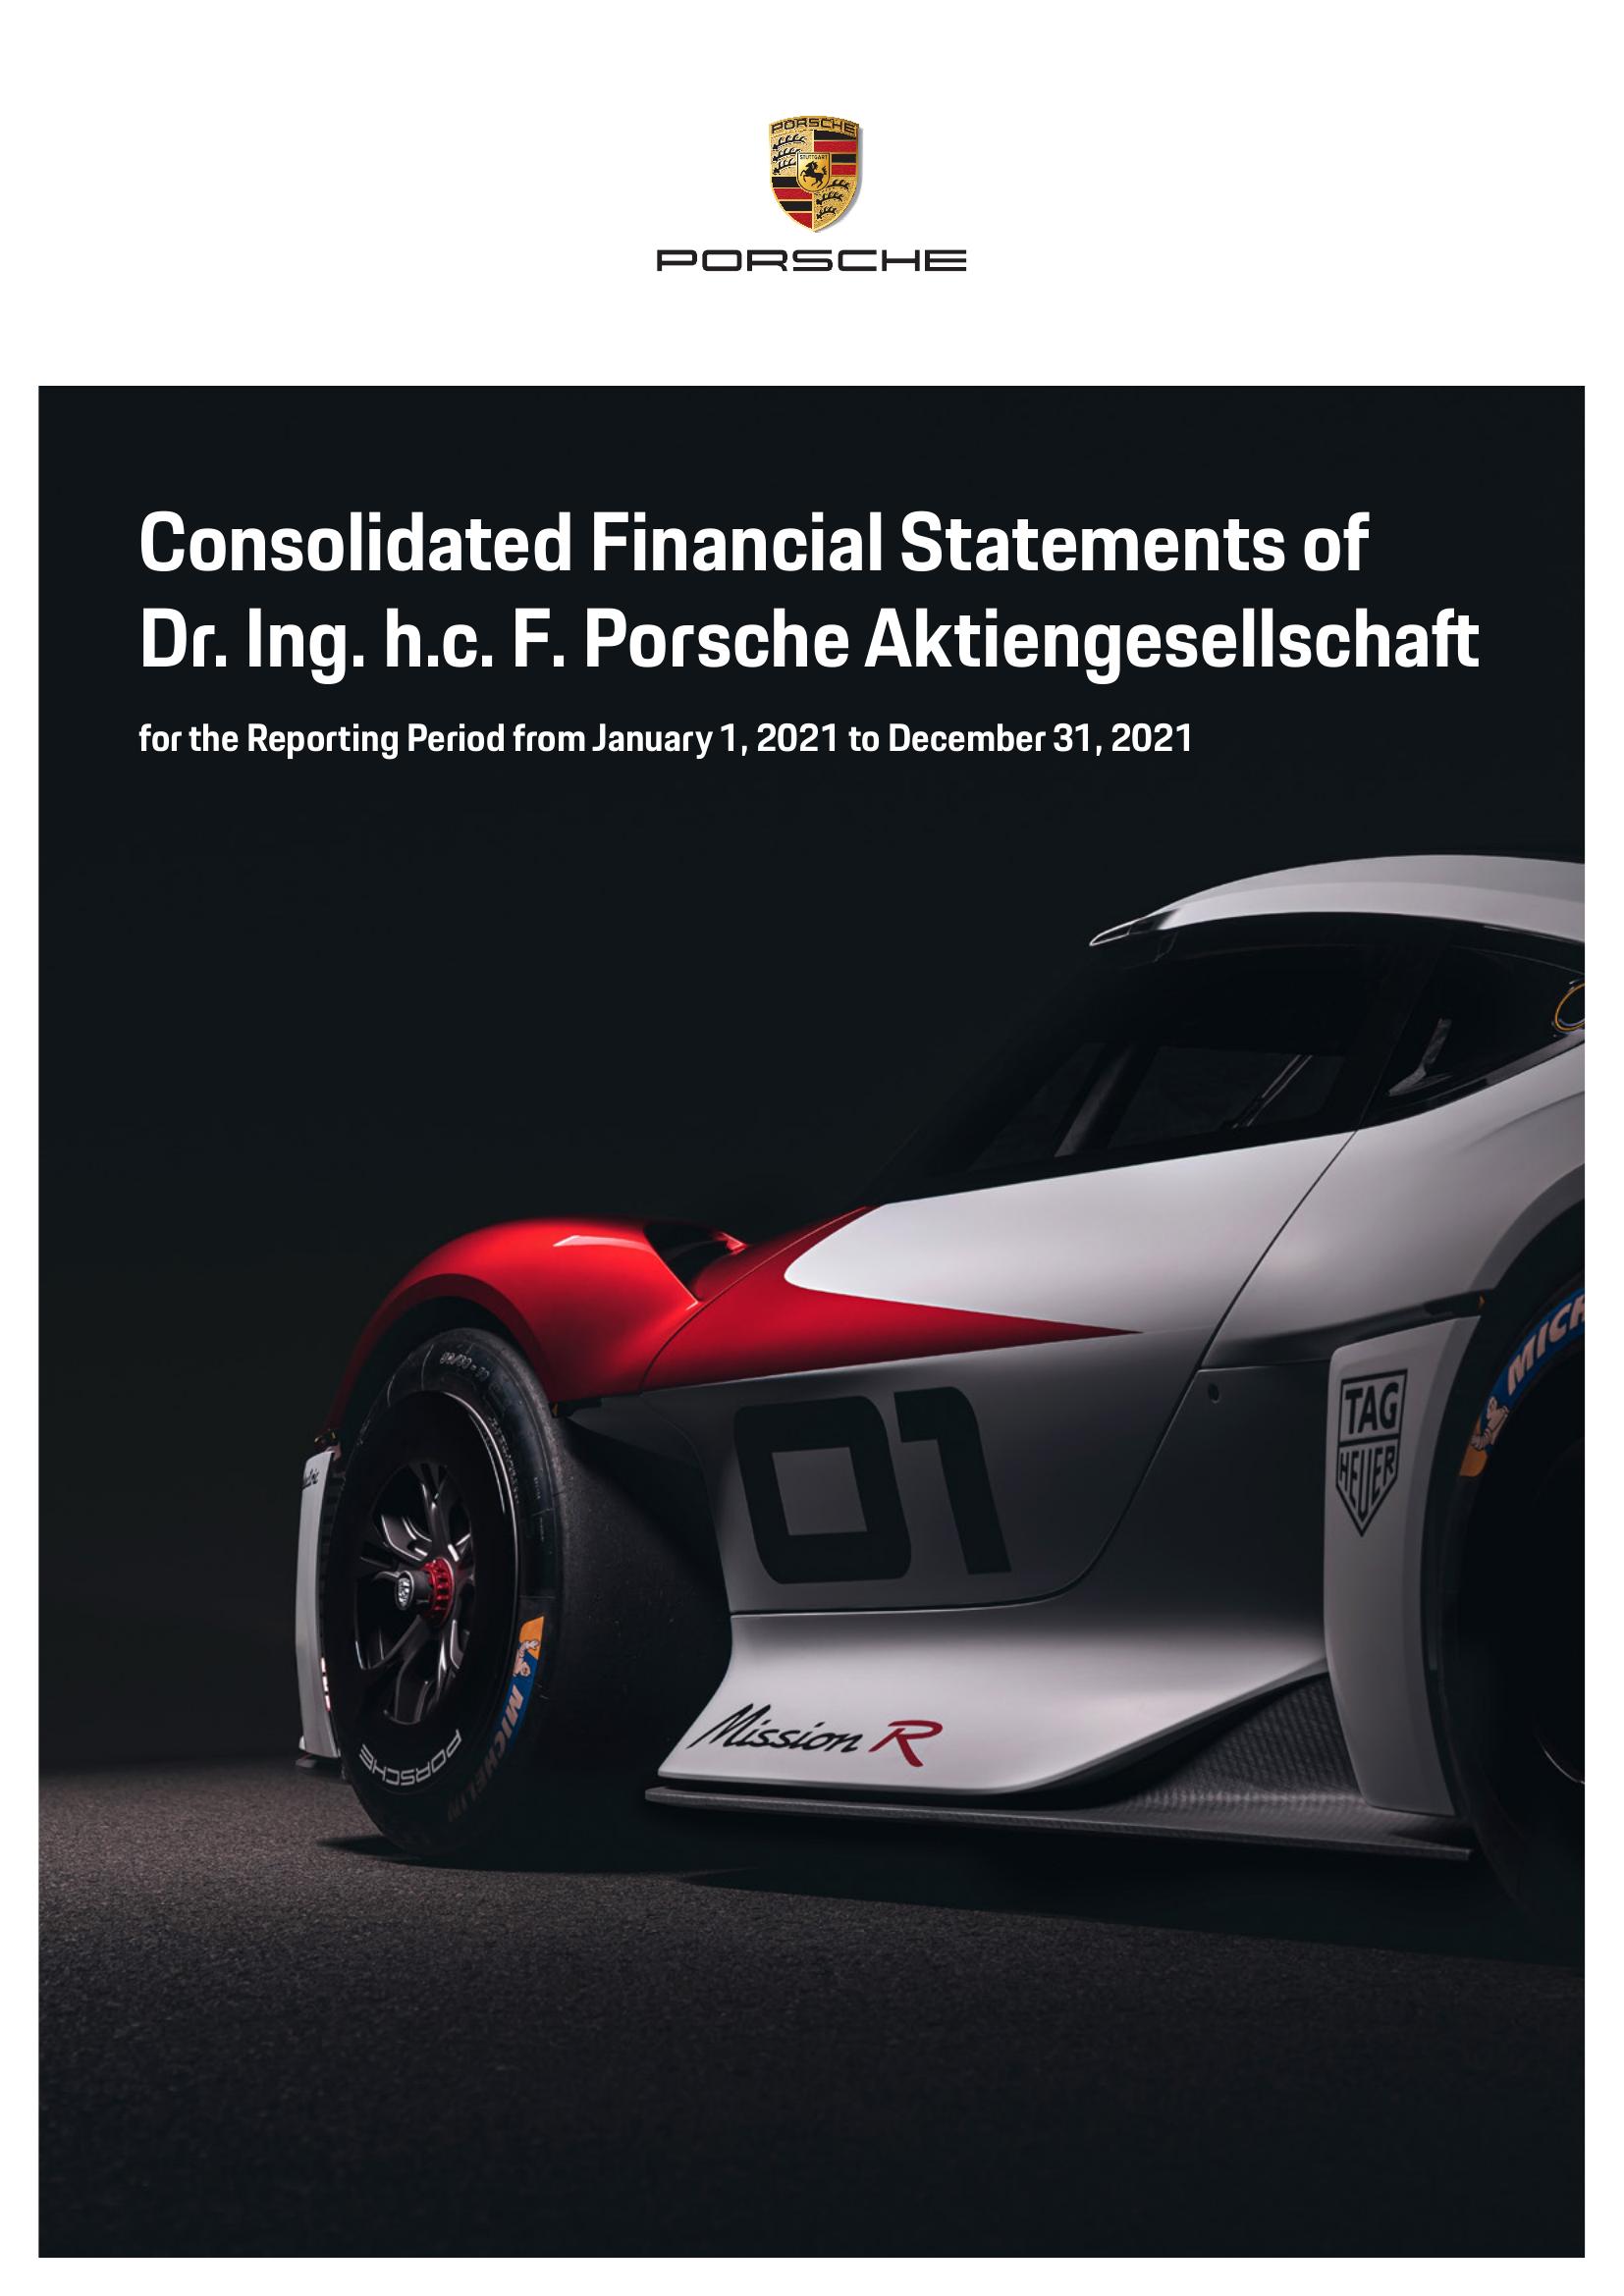 PORSCHE
STUTTGART
PORSCHE
Consolidated Financial Statements of
Dr. Ing. h.c. F. Porsche Aktiengesellschaft
for the Reporting Period from January 1, 2021 to December 31, 2021
01
TAG
HEUER
MICHELIN
PORSCHE
Mission R